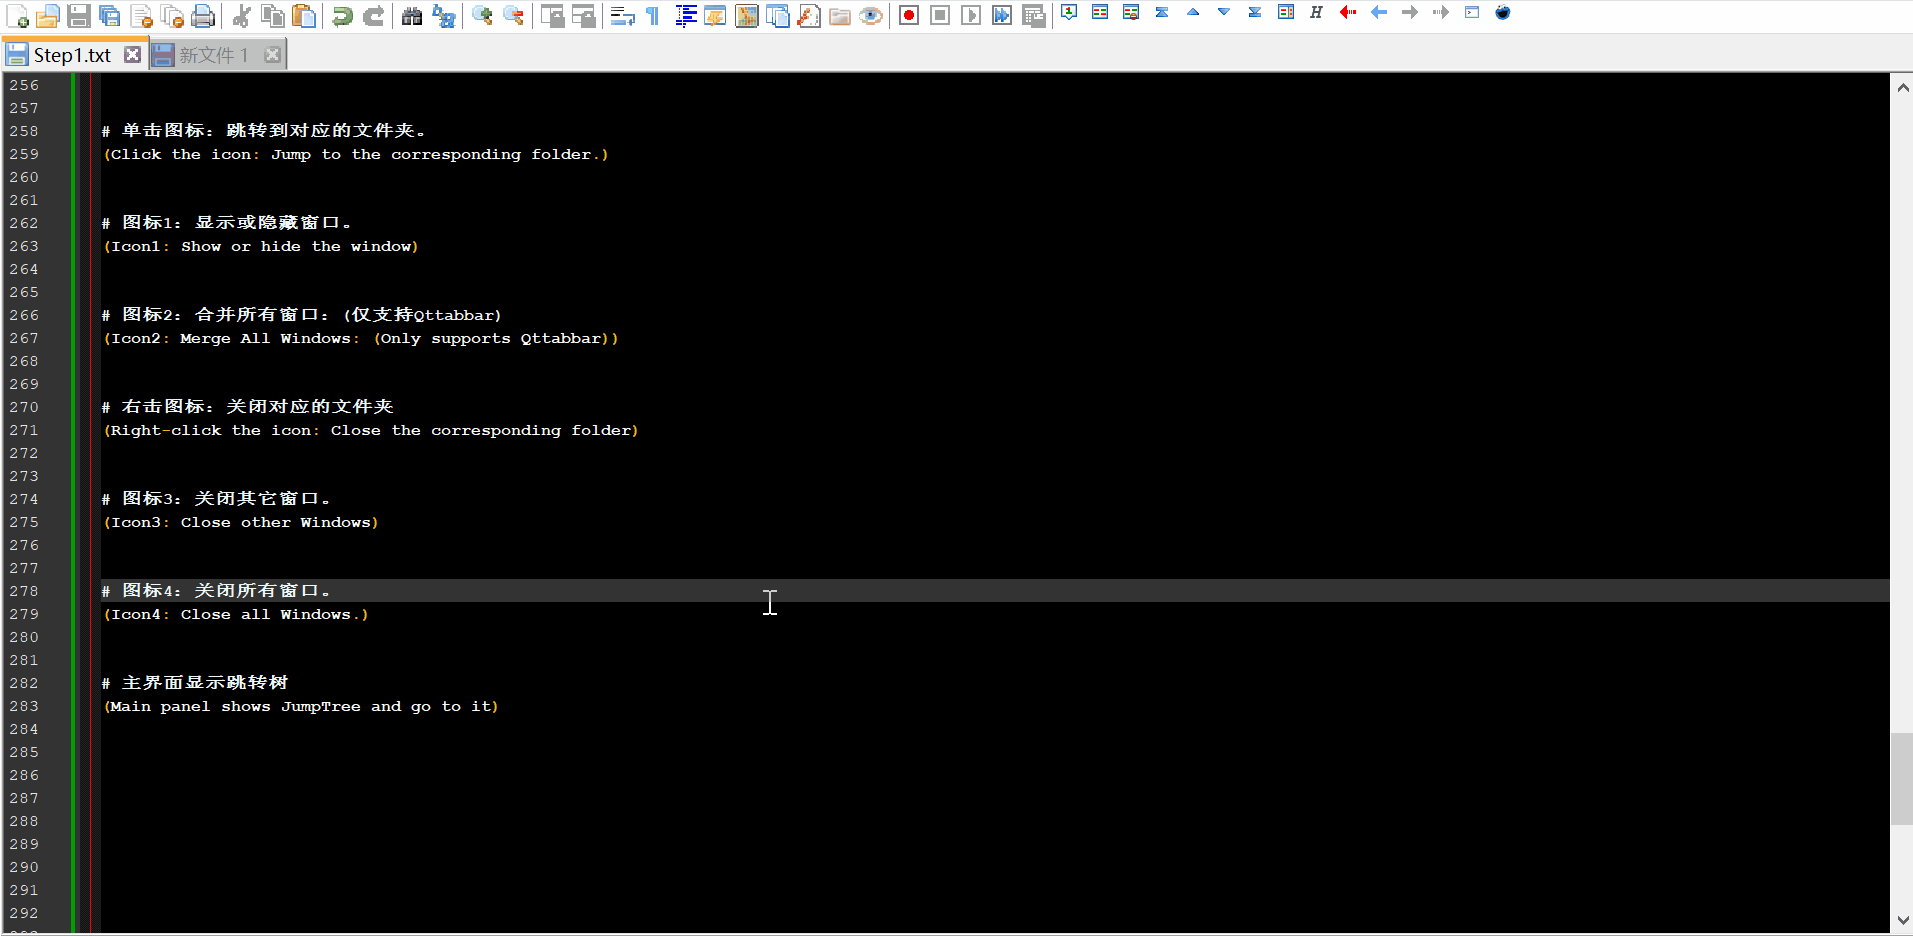 Step1.txt 新文件 1
256
257
258 # 单击图标：跳转到对应的文件夹。
259 (Click the icon: Jump to the corresponding folder.)
260
261
262 # 图标1：显示或隐藏窗口。
263 (Icon1: Show or hide the window)
264
265
266 # 图标2：合并所有窗口：(仅支持Qttabbar)
267 (Icon2: Merge All Windows: (Only supports Qttabbar))
268
269
270 # 右击图标：关闭对应的文件夹
271 (Right-click the icon: Close the corresponding folder)
272
273
274 # 图标3：关闭其它窗口。
275 (Icon3: Close other Windows)
276
277
278 # 图标4：关闭所有窗口。
279 (Icon4: Close all Windows.)
280
281
282 # 主界面显示跳转树
283 (Main panel shows JumpTree and go to it)
284
285
286
287
288
289
290
291
292